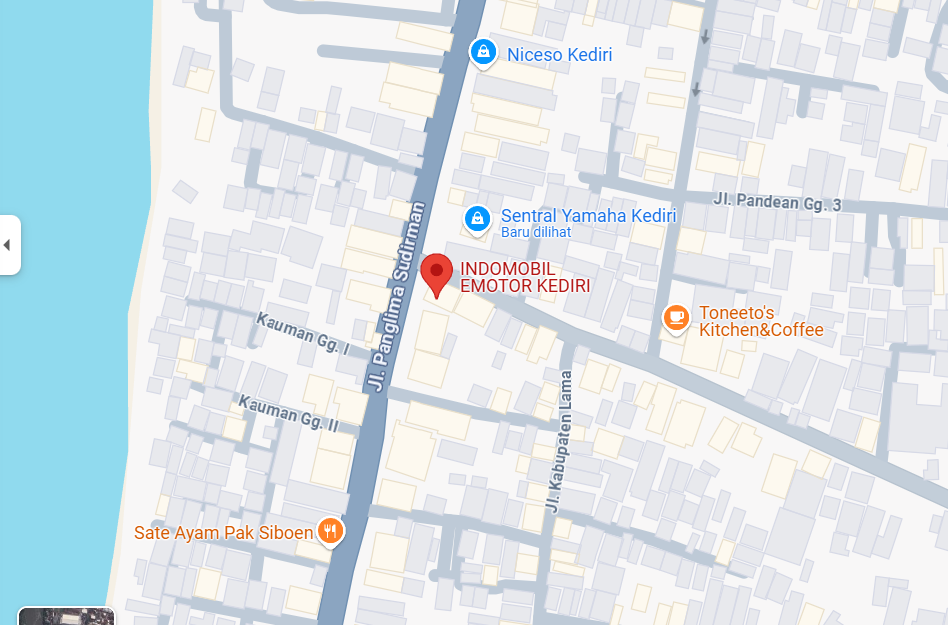 Niceso Kediri
Jl. Pandean Gg. 3
Sentral Yamaha Kediri
Baru dilihat
Jl. Panglima Sudirman
INDOMOBIL
EMOTOR KEDIRI
Toneeto's
Kitchen&Coffee
Kauman Gg. I
Kauman Gg. II
Jl. Kabupaten Lama
Sate Ayam Pak Siboen